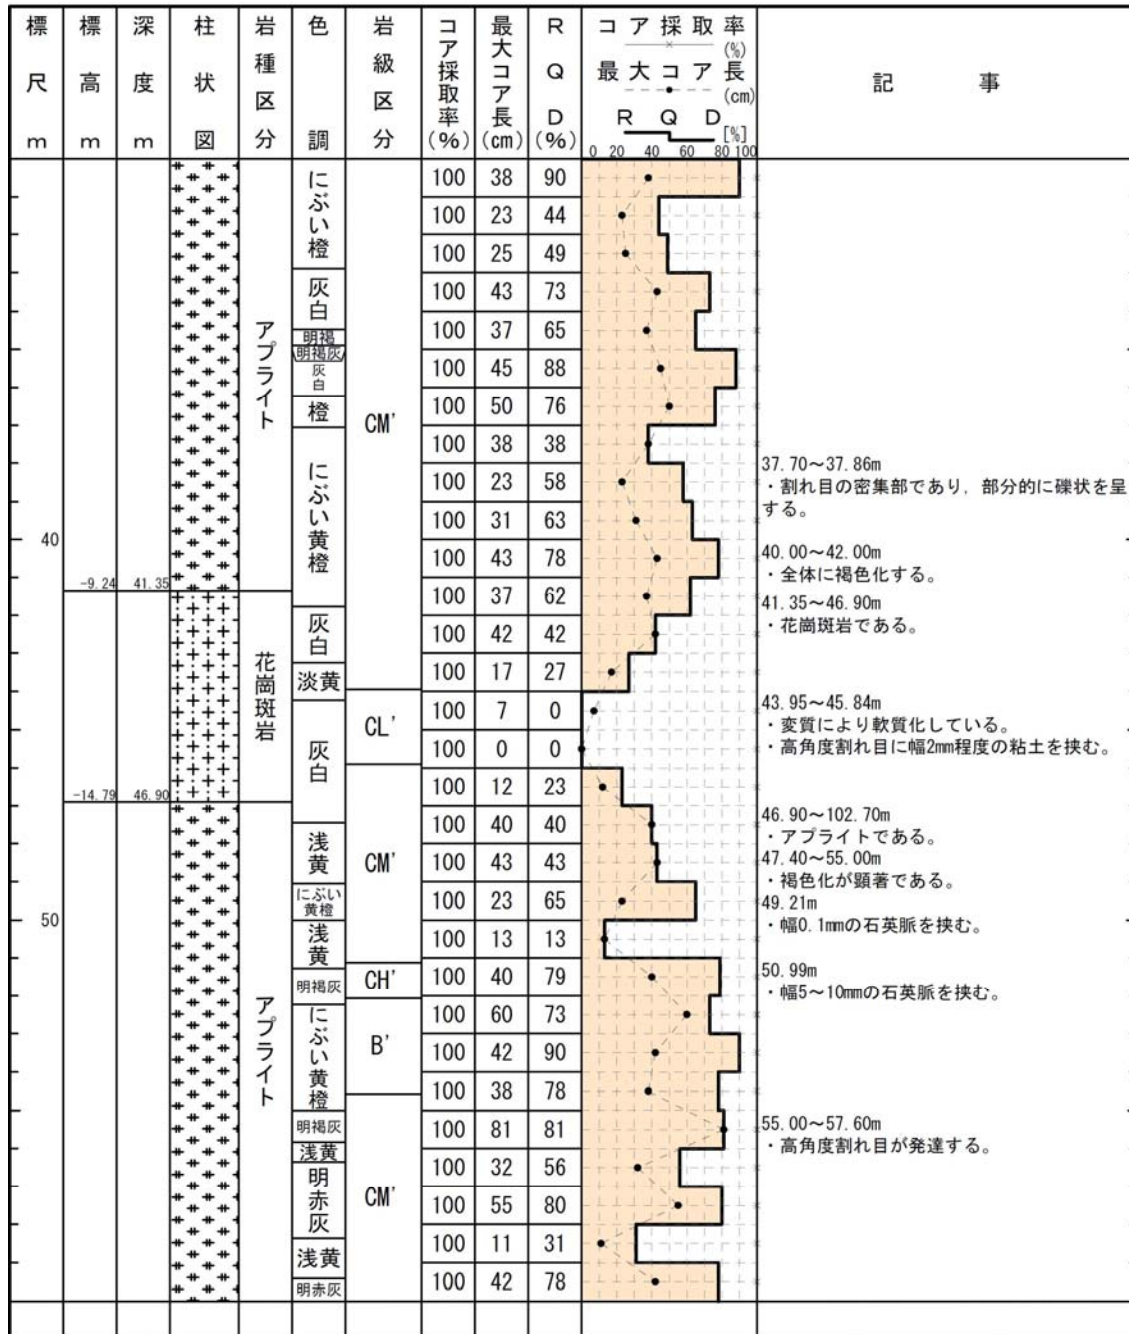 標尺m
標高m
深度m
柱状図
岩種区分
色調
岩級区分
コア採取率(%)
最大コア長(cm)
RQD(%)
コア採取率
(%)
最大コア長
(cm)
RQD
[%]
0 20 40 60 80 100
記事
40
50
-9.24 41.35
-14.79 46.90
アプライト
花崗斑岩
アプライト
にぶい橙
灰白
明褐
明褐灰
灰白
橙
にぶい黄橙
灰白
淡黄
灰白
浅黄
にぶい黄橙
浅黄
明褐灰
にぶい黄橙
明褐灰
浅黄
明赤灰
浅黄
明赤灰
CM'
CL'
CM'
CH'
B'
CM'
100 38 90
100 23 44
100 25 49
100 43 73
100 37 65
100 45 88
100 50 76
100 38 38
100 23 58
100 31 63
100 43 78
100 37 62
100 42 42
100 17 27
100 7 0
100 0 0
100 12 23
100 40 40
100 43 43
100 23 65
100 13 13
100 40 79
100 60 73
100 42 90
100 38 78
100 81 81
100 32 56
100 55 80
100 11 31
100 42 78
37.70～37.86m
・割れ目の密集部であり，部分的に礫状を呈
する。
40.00～42.00m
・全体に褐色化する。
41.35～46.90m
・花崗斑岩である。
43.95～45.84m
・変質により軟質化している。
・高角度割れ目に幅2mm程度の粘土を挟む。
46.90～102.70m
・アプライトである。
47.40～55.00m
・褐色化が顕著である。
49.21m
・幅0.1mmの石英脈を挟む。
50.99m
・幅5～10mmの石英脈を挟む。
55.00～57.60m
・高角度割れ目が発達する。